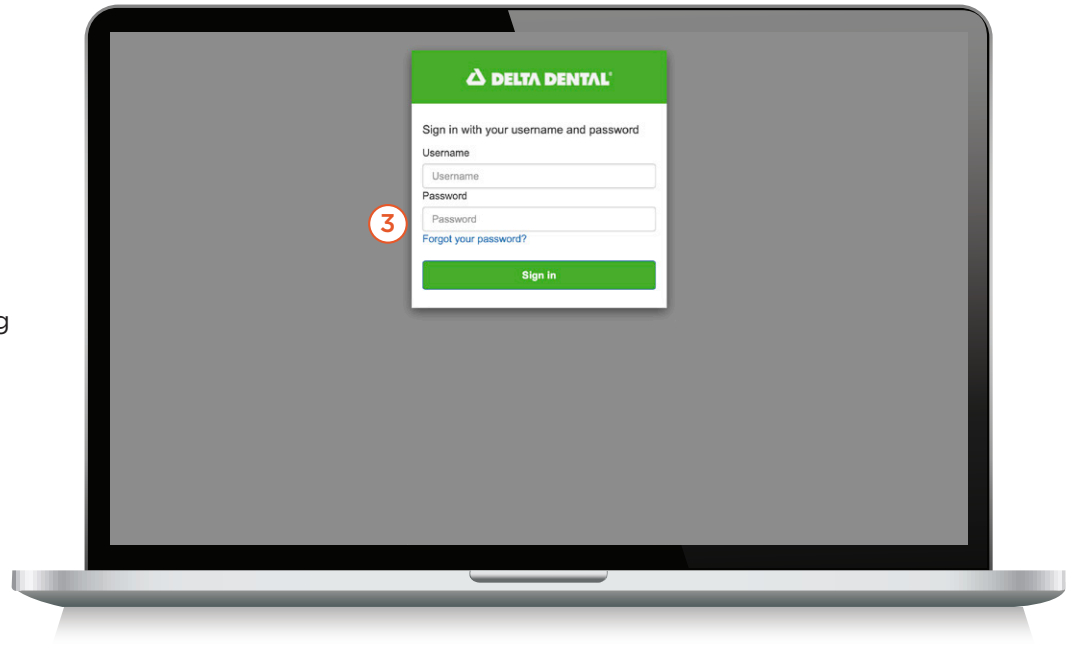 DELTA DENTAL
Sign in with your username and password
Username
Username
Password
3
Password
Forgot your password?
Sign in
g